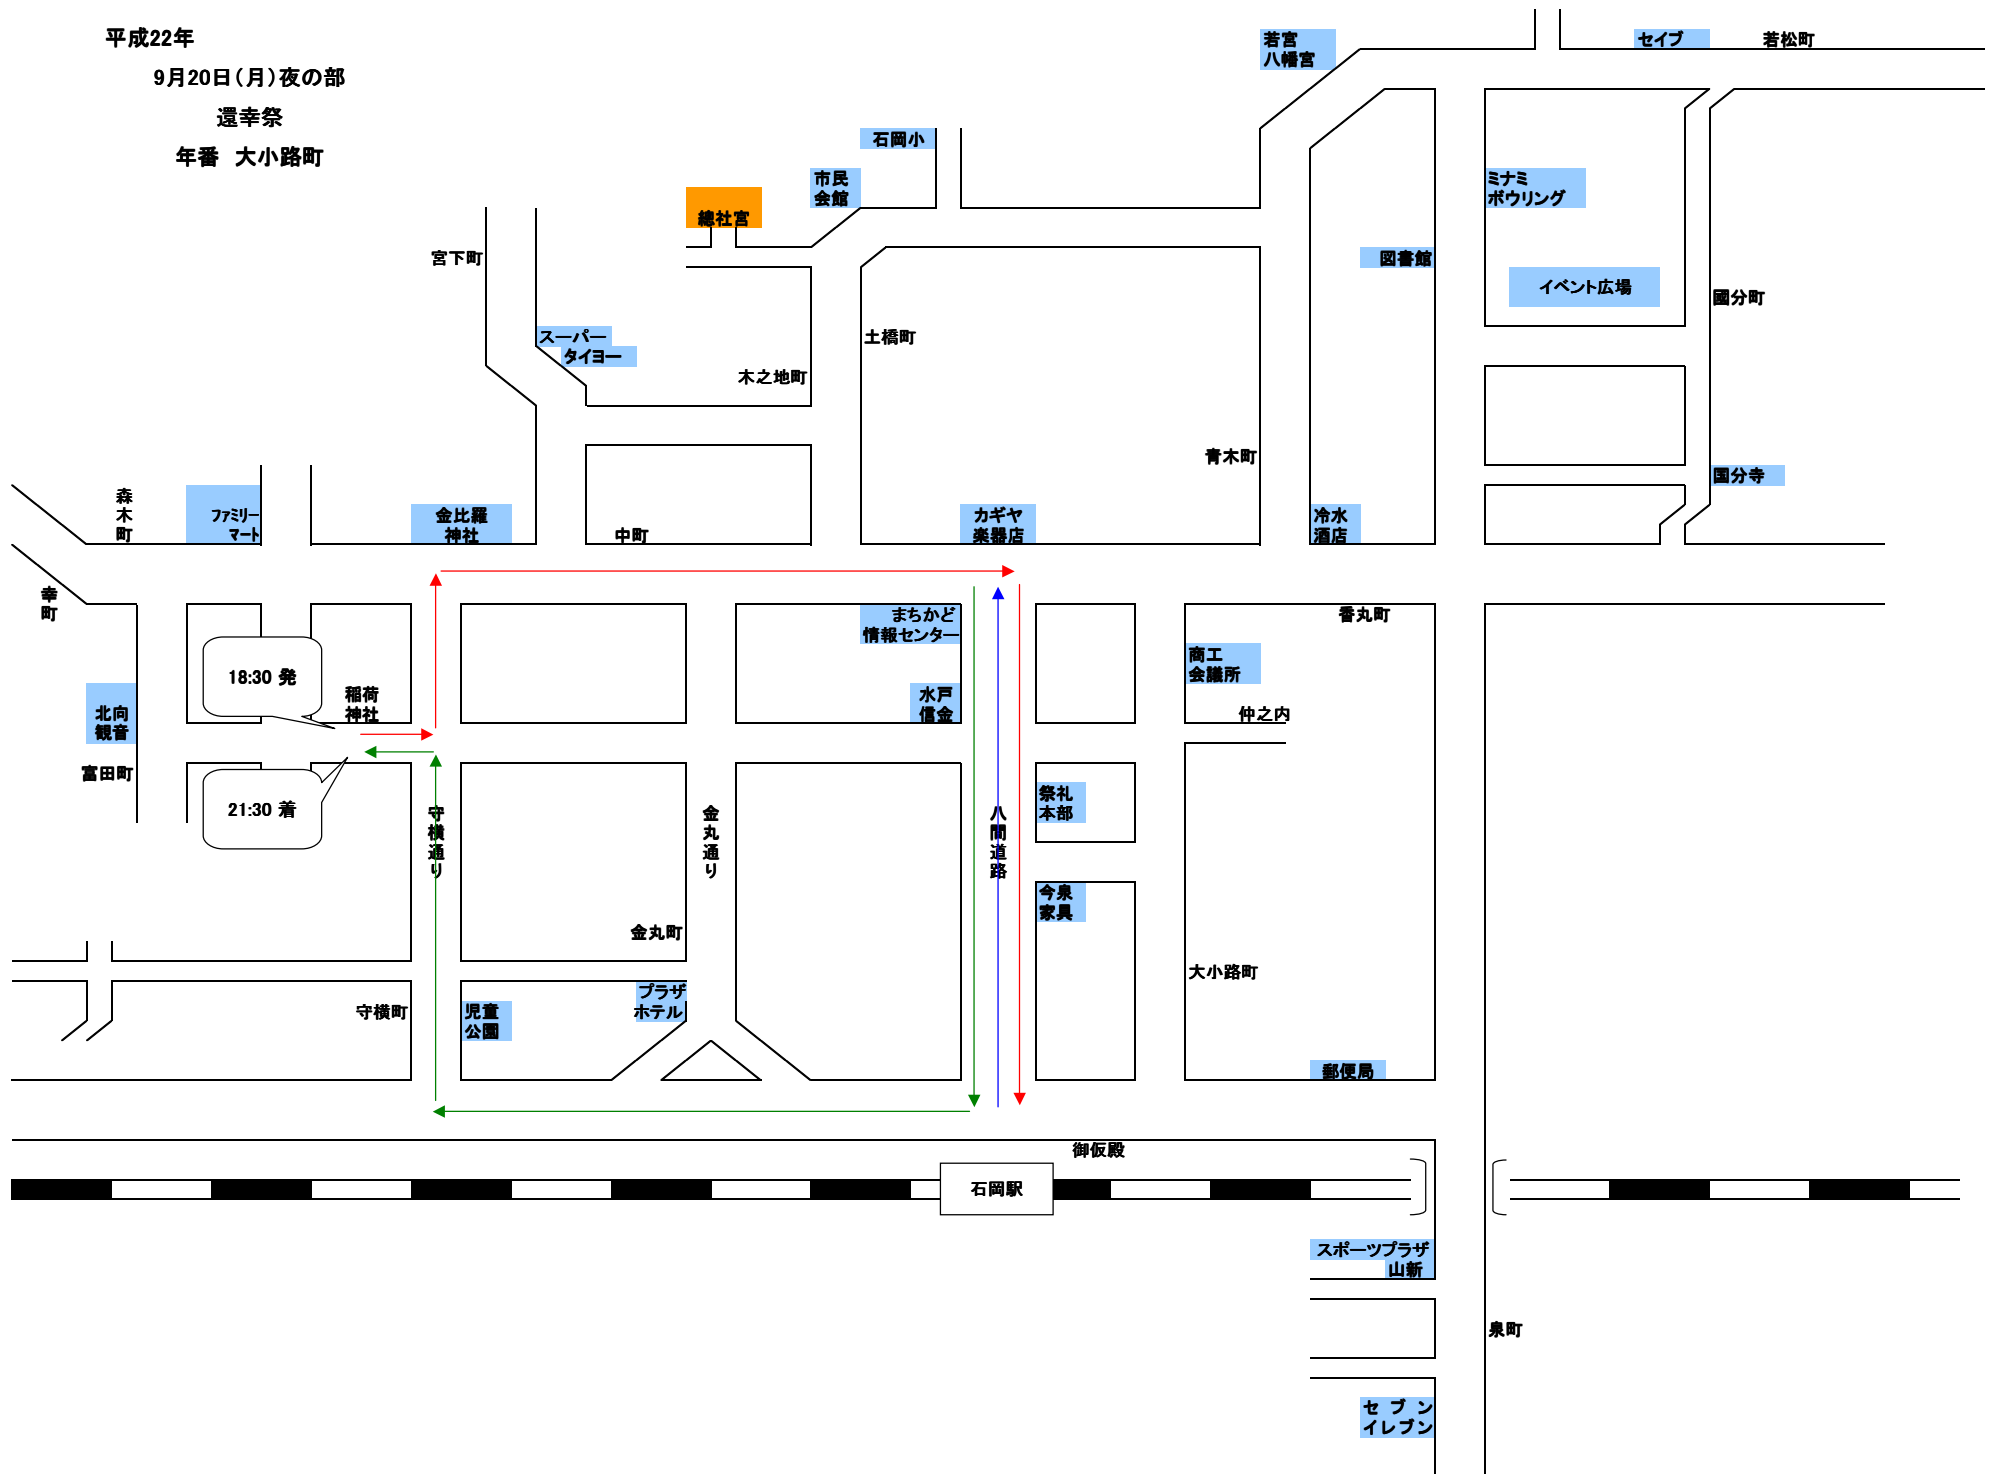 平成22年
9月20日（月）夜の部
還幸祭
年番　大小路町
若宮
八幡宮
セイブ
若松町
石岡小
市民
会館
總社宮
ミナミ
ボウリング
宮下町
図書館
イベント広場
國分町
スーパー
タイヨー
土橋町
木之地町
青木町
国分寺
森木町
ファミリー
マート
金比羅
神社
中町
カギヤ
楽器店
冷水
酒店
幸町
まちかど
情報センター
香丸町
18:30 発
稲荷
神社
水戸
信金
商工
会議所
仲之内
北向
観音
富田町
21:30 着
守横通り
金丸通り
八間道路
祭礼
本部
今泉
家具
金丸町
大小路町
守横町
児童
公園
プラザ
ホテル
郵便局
御仮殿
石岡駅
スポーツプラザ
山新
泉町
セブン
イレブン